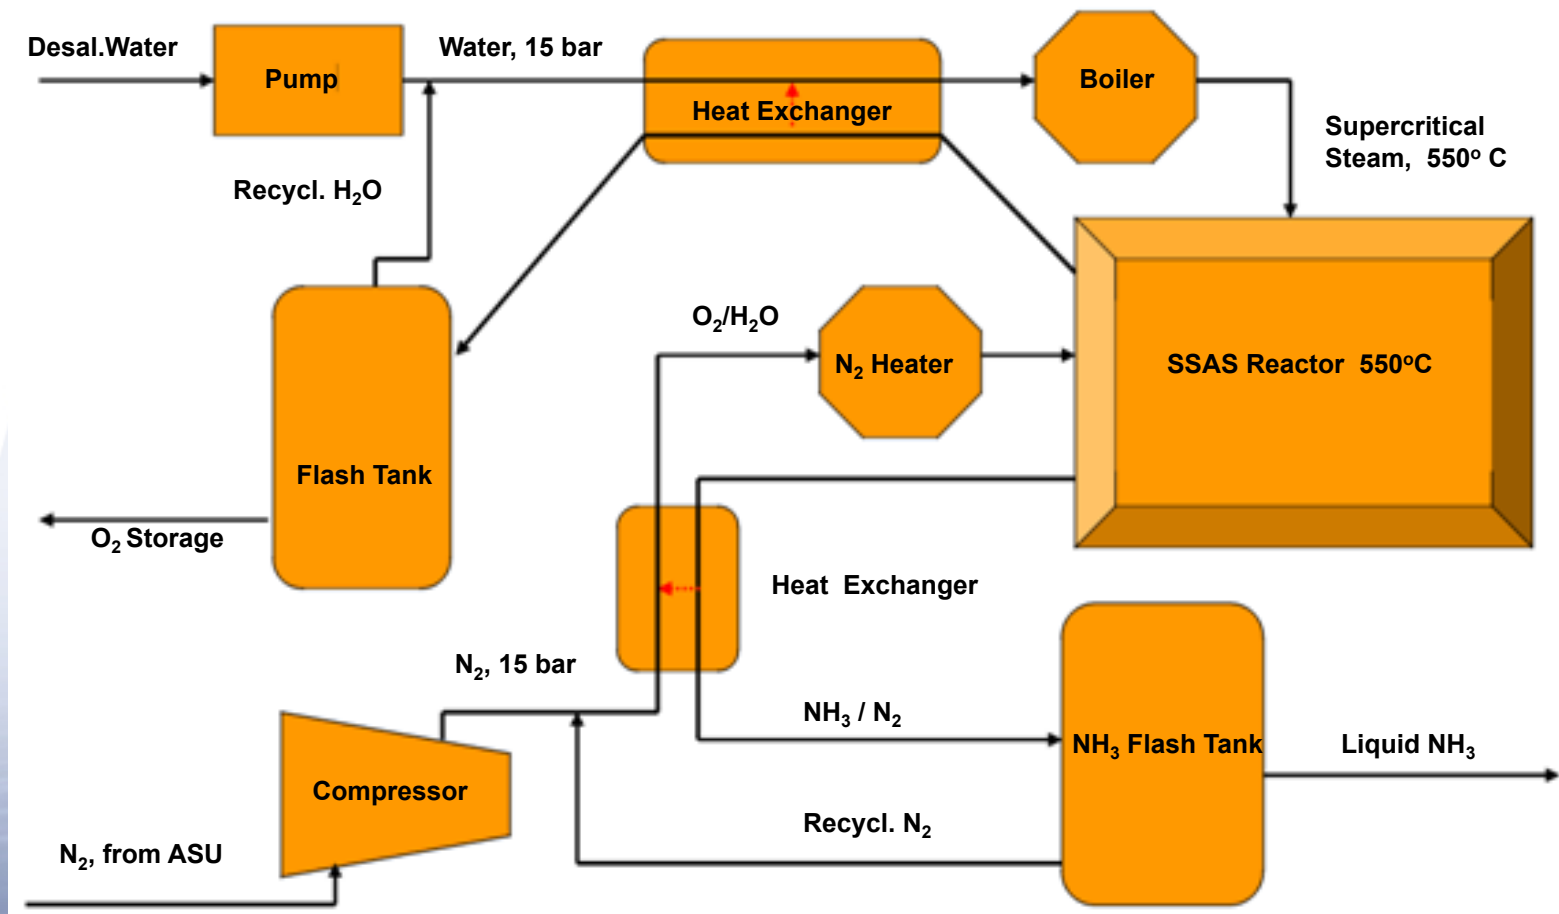 Desal.Water
Pump
Water, 15 bar
Heat Exchanger
Boiler
Supercritical
Steam, 550° C
Recycl. H₂O
O₂/H₂O
N₂ Heater
SSAS Reactor 550°C
Flash Tank
O₂ Storage
Heat Exchanger
N₂, 15 bar
NH₃ / N₂
NH₃ Flash Tank
Liquid NH₃
Compressor
Recycl. N₂
N₂, from ASU